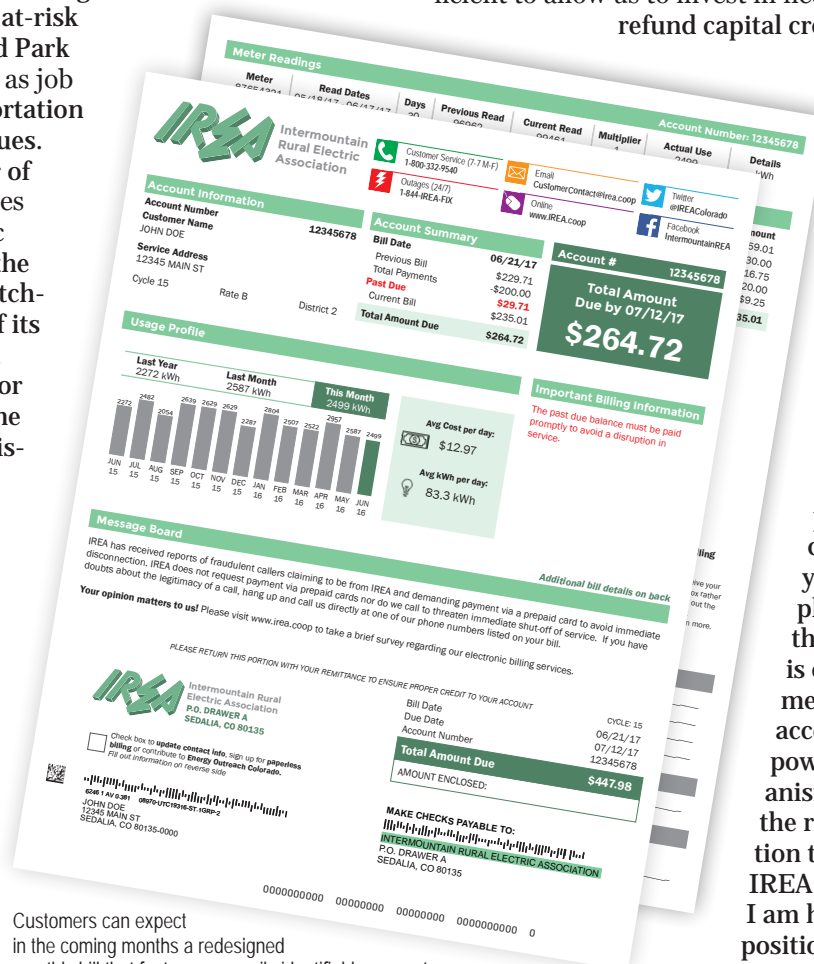 at-risk
d Park
as job
ortation
ues.
of
es
the
tch-
f its
or
he
is-
to allow us to invest in
refund capital
Meter Readings
Account Number: 12345678
Meter
Read Dates
Days
Previous Read
Current Read
Multiplier
Actual Use
Details
kWh
IREA
Intermountain
Rural Electric
Association
Customer Service (7-7 M-F)
1-800-332-9540
Outages (24/7)
1-844-IREA-FIX
Email
CustomerContact@irea.coop
Online
www.IREA.coop
Twitter
@IREAColorado
Facebook
IntermountainREA
Account Information
Account Number 12345678
Customer Name
JOHN DOE
Service Address
12345 MAIN ST
Cycle 15 Rate B District 2
Account Summary
Bill Date 06/21/17
Previous Bill $229.71
Total Payments -$200.00
Past Due $29.71
Current Bill $235.01
Total Amount Due $264.72
Account # 12345678
Total Amount
Due by 07/12/17
$264.72
59.01
30.00
16.75
20.00
$9.25
35.01
Usage Profile
Last Year
2272 kWh
Last Month
2587 kWh
This Month
2499 kWh
2272 2482 2054 2639 2629 2629 2287 2804 2507 2522 2957 2587 2499
JUN JUL AUG SEP OCT NOV DEC JAN FEB MAR APR MAY JUN
15 15 15 15 15 15 15 16 16 16 16 16 16
Avg Cost per day:
$12.97
Avg kWh per day:
83.3 kWh
Important Billing Information
The past due balance must be paid
promptly to avoid a disruption in
service.
Message Board
Additional bill details on back
IREA has received reports of fraudulent callers claiming to be from IREA and demanding payment via a prepaid card to avoid immediate
disconnection. IREA does not request payment via prepaid cards nor do we call to threaten immediate shut-off of service. If you have
doubts about the legitimacy of a call, hang up and call us directly at one of our phone numbers listed on your bill.
Your opinion matters to us! Please visit www.irea.coop to take a brief survey regarding our electronic billing services.
PLEASE RETURN THIS PORTION WITH YOUR REMITTANCE TO ENSURE PROPER CREDIT TO YOUR ACCOUNT
IREA
Intermountain Rural
Electric Association
P.O. DRAWER A
SEDALIA, CO 80135
CYCLE: 15
Bill Date 06/21/17
Due Date 07/12/17
Account Number 12345678
Total Amount Due $447.98
AMOUNT ENCLOSED:
Check box to update contact info, sign up for paperless
billing or contribute to Energy Outreach Colorado.
Fill out information on reverse side
6246 1 AV 0.381 08970-UTC19316-ST-1GRP-2
JOHN DOE
12345 MAIN ST
SEDALIA, CO 80135-0000
MAKE CHECKS PAYABLE TO:
INTERMOUNTAIN RURAL ELECTRIC ASSOCIATION
P.O. DRAWER A
SEDALIA, CO 80135
0000000000 00000000 00000000 0000000000 0
Customers can expect
in the coming months a redesigned
y
pl
th
is
me
acc
pow
anis
the r
tion t
IREA
I am h
position